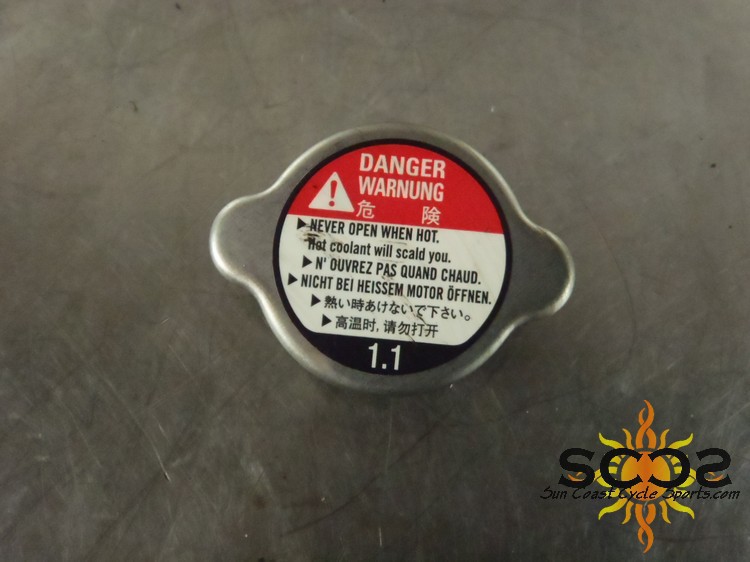 DANGER
WARNUNG
危 険
▶ NEVER OPEN WHEN HOT.
Hot coolant will scald you.
▶ N' OUVREZ PAS QUAND CHAUD.
▶ NICHT BEI HEISSEM MOTOR ÖFFNEN.
▶ 熱い時あけないで下さい。
▶ 高温时, 请勿打开
1.1
SCCS
Sun Coast Cycle Sports.com